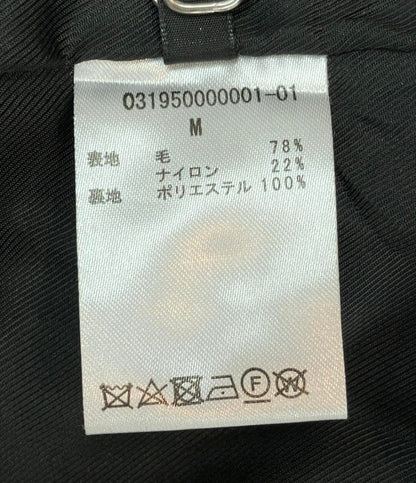 031950000001-01
M
表地 毛 78%
ナイロン 22%
裏地 ポリエステル 100%
F W